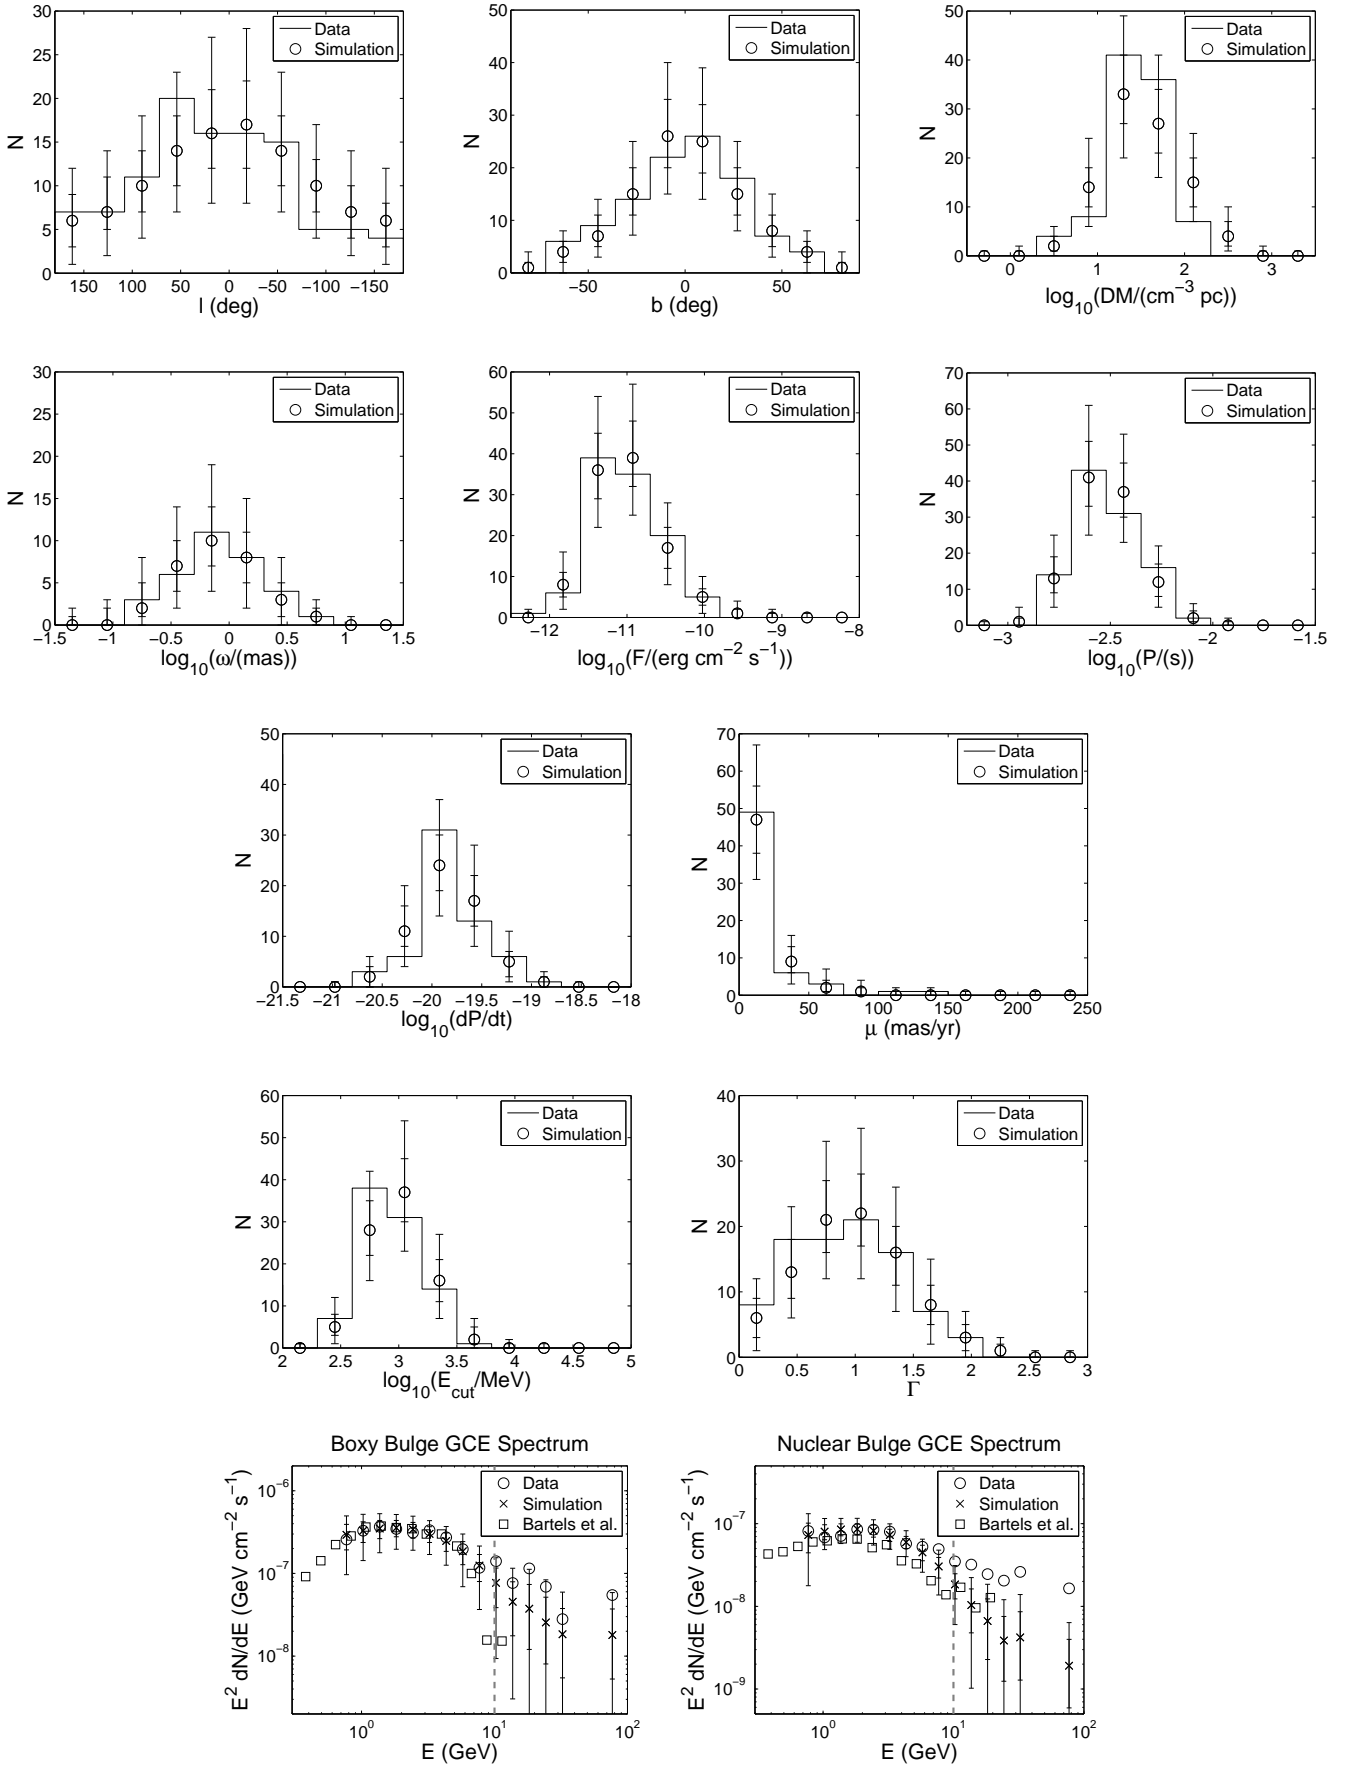 30
25
20
15
10
5
0
N
150 100 50 0 −50 −100 −150
l (deg)
Data
Simulation
50
40
30
20
10
0
N
−50 0 50
b (deg)
Data
Simulation
50
40
30
20
10
0
N
0 1 2 3
log10(DM/(cm−3 pc))
Data
Simulation
30
25
20
15
10
5
0
N
−1.5 −1 −0.5 0 0.5 1 1.5
log10(ω/(mas))
Data
Simulation
60
50
40
30
20
10
0
N
−12 −11 −10 −9 −8
log10(F/(erg cm−2 s−1))
Data
Simulation
70
60
50
40
30
20
10
0
N
−3 −2.5 −2 −1.5
log10(P/(s))
Data
Simulation
50
40
30
20
10
0
N
−21.5 −21 −20.5 −20 −19.5 −19 −18.5 −18
log10(dP/dt)
Data
Simulation
70
60
50
40
30
20
10
0
N
0 50 100 150 200 250
μ (mas/yr)
Data
Simulation
60
50
40
30
20
10
0
N
2 2.5 3 3.5 4 4.5 5
log10(Ecut/MeV)
Data
Simulation
40
30
20
10
0
N
0 0.5 1 1.5 2 2.5 3
Γ
Data
Simulation
Boxy Bulge GCE Spectrum
10−6
10−7
10−8
E2 dN/dE (GeV cm−2 s−1)
100 101 102
E (GeV)
Data
Simulation
Bartels et al.
Nuclear Bulge GCE Spectrum
10−7
10−8
10−9
E2 dN/dE (GeV cm−2 s−1)
100 101 102
E (GeV)
Data
Simulation
Bartels et al.